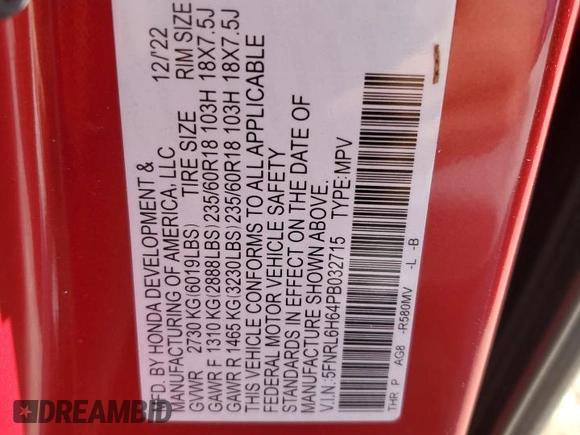 MFD. BY HONDA DEVELOPMENT & 12/'22
MANUFACTURING OF AMERICA, LLC
GVWR 2730 KG(6019LBS) TIRE SIZE RIM SIZE
GAWR F 1310 KG(2888LBS) 235/60R18 103H 18X7.5J
GAWR R 1465 KG(3230LBS) 235/60R18 103H 18X7.5J
THIS VEHICLE CONFORMS TO ALL APPLICABLE
FEDERAL MOTOR VEHICLE SAFETY
STANDARDS IN EFFECT ON THE DATE OF
MANUFACTURE SHOWN ABOVE.
V.I.N.:5FNRL6H64PB032715 TYPE:MPV
THR P AG8 -R580MV -L -B
DREAMBID